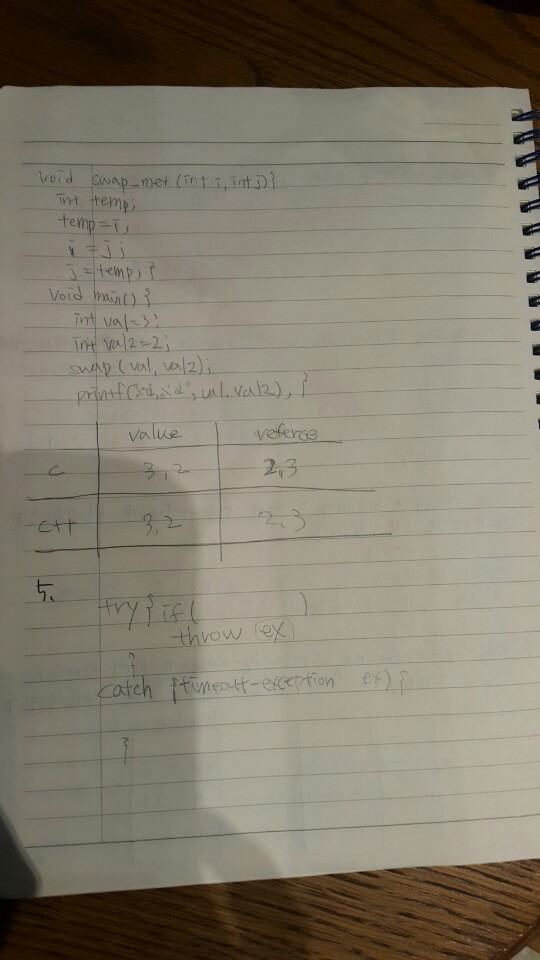 void swap_met (int i, int j) {
int temp;
temp = i;
i = j;
j = temp; }
void main() {
int val=3;
int val2=2;
swap (val, val2);
printf("%d, %d", val, val2); }
value referce
c 3,2 2,3
c++ 3,2 2,3
5.
try { if ( )
throw (ex)
}
catch (timeout-exception ex) {
}